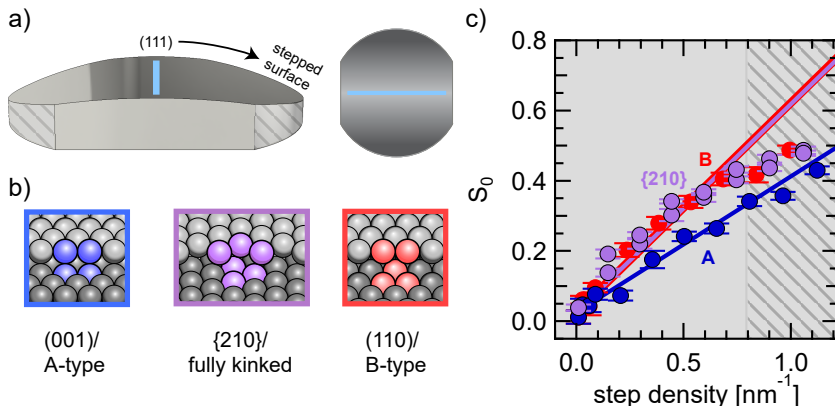 a)
(111)
stepped
surface
b)
(001)/
A-type
{210}/
fully kinked
(110)/
B-type
c)
0.8
0.6
0.4
0.2
0.0
S0
B
{210}
A
0.0
0.5
1.0
step density [nm⁻¹]